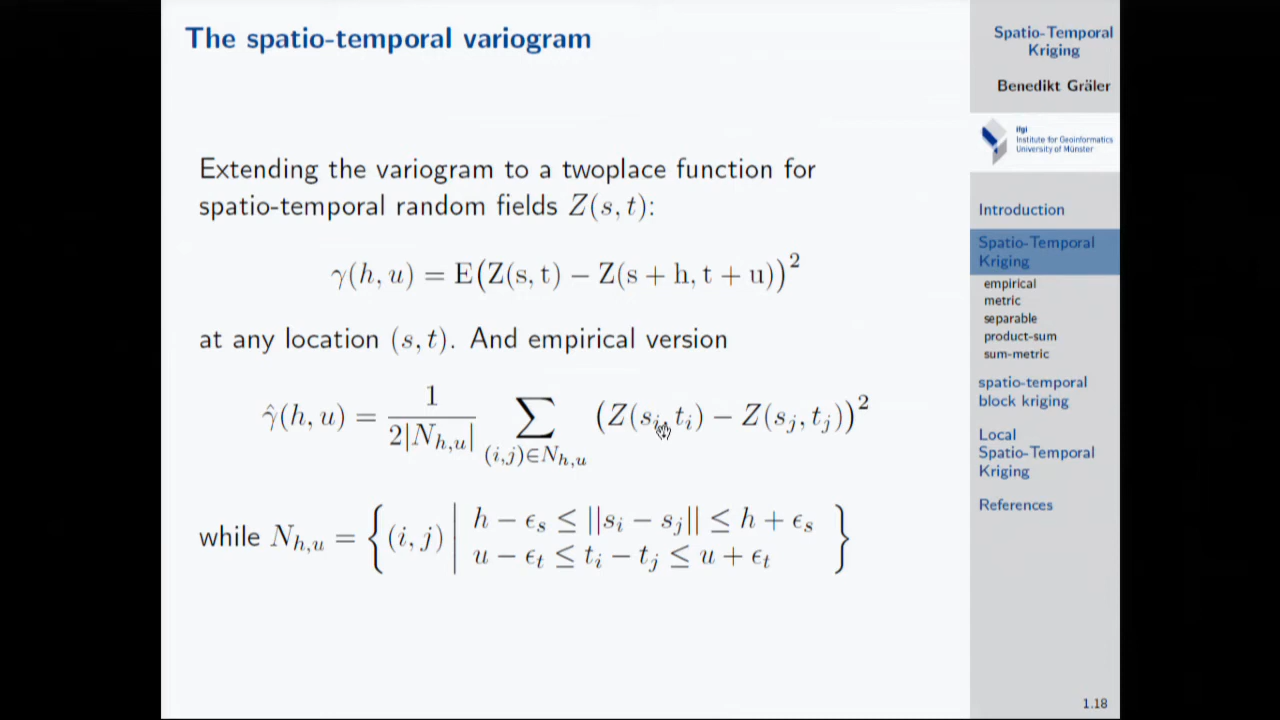 The spatio-temporal variogram
Extending the variogram to a twoplace function for
spatio-temporal random fields Z(s, t):
γ(h, u) = E(Z(s, t) − Z(s + h, t + u))²
at any location (s, t). And empirical version
γ̂(h, u) = 1 / 2|N_{h,u}| ∑_{(i,j)∈N_{h,u}} (Z(s_i, t_i) − Z(s_j, t_j))²
while N_{h,u} = { (i, j) | h − ϵ_s ≤ ||s_i − s_j|| ≤ h + ϵ_s
u − ϵ_t ≤ t_i − t_j ≤ u + ϵ_t }
Spatio-Temporal
Kriging
Benedikt Gräler
ifgi
Institute for Geoinformatics
University of Münster
Introduction
Spatio-Temporal
Kriging
empirical
metric
separable
product-sum
sum-metric
spatio-temporal
block kriging
Local
Spatio-Temporal
Kriging
References
1.18